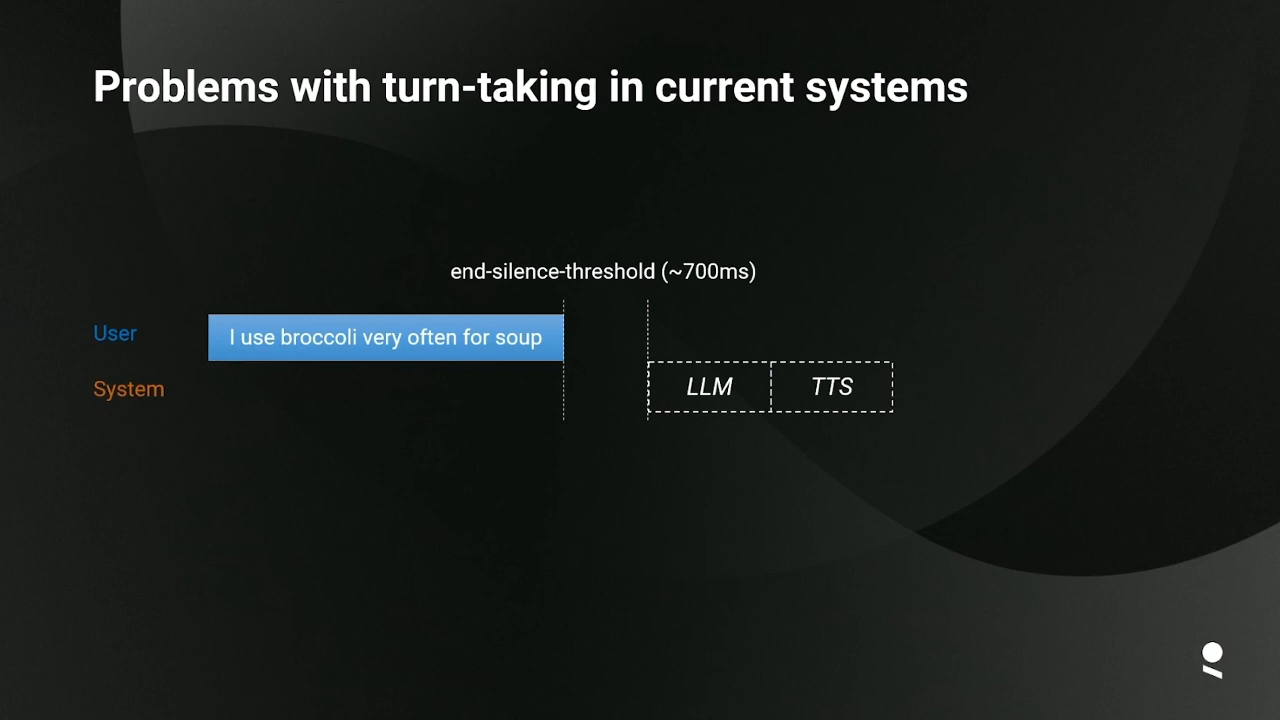 Problems with turn-taking in current systems
end-silence-threshold (~700ms)
User
I use broccoli very often for soup
System
LLM
TTS